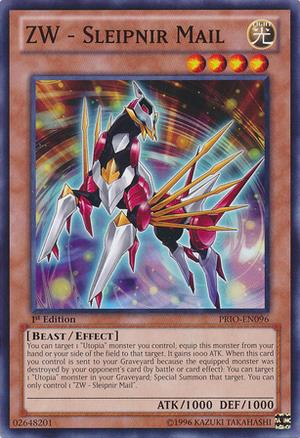 ZW - Sleipnir Mail
LIGHT
光
PRIO-EN096
1st Edition
[Beast / Effect]
You can target 1 "Utopia" monster you control; equip this monster from your
hand or your side of the field to that target. It gains 1000 ATK. When this card
you control is sent to your Graveyard because the equipped monster was
destroyed by your opponent's card (by battle or card effect): You can target
1 "Utopia" monster in your Graveyard; Special Summon that target. You can
only control 1 "ZW - Sleipnir Mail".
ATK/1000 DEF/1000
02648201
©1996 KAZUKI TAKAHASHI